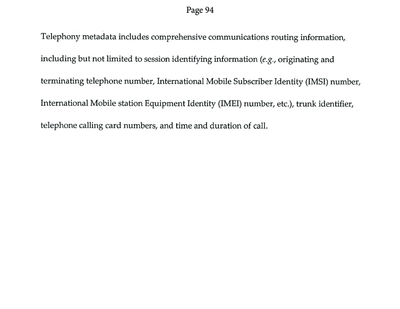 Page 94
Telephony metadata includes comprehensive communications routing information,
including but not limited to session identifying information (e.g., originating and
terminating telephone number, International Mobile Subscriber Identity (IMSI) number,
International Mobile station Equipment Identity (IMEI) number, etc.), trunk identifier,
telephone calling card numbers, and time and duration of call.